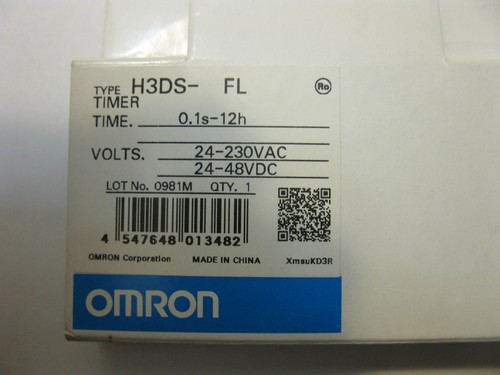 TYPE H3DS- FL
Ro
TIMER
TIME. 0.1s-12h
VOLTS. 24-230VAC
24-48VDC
LOT No. 0981M QTY. 1
4 547648 013482
OMRON Corporation MADE IN CHINA XmsuKD3R
OMRON